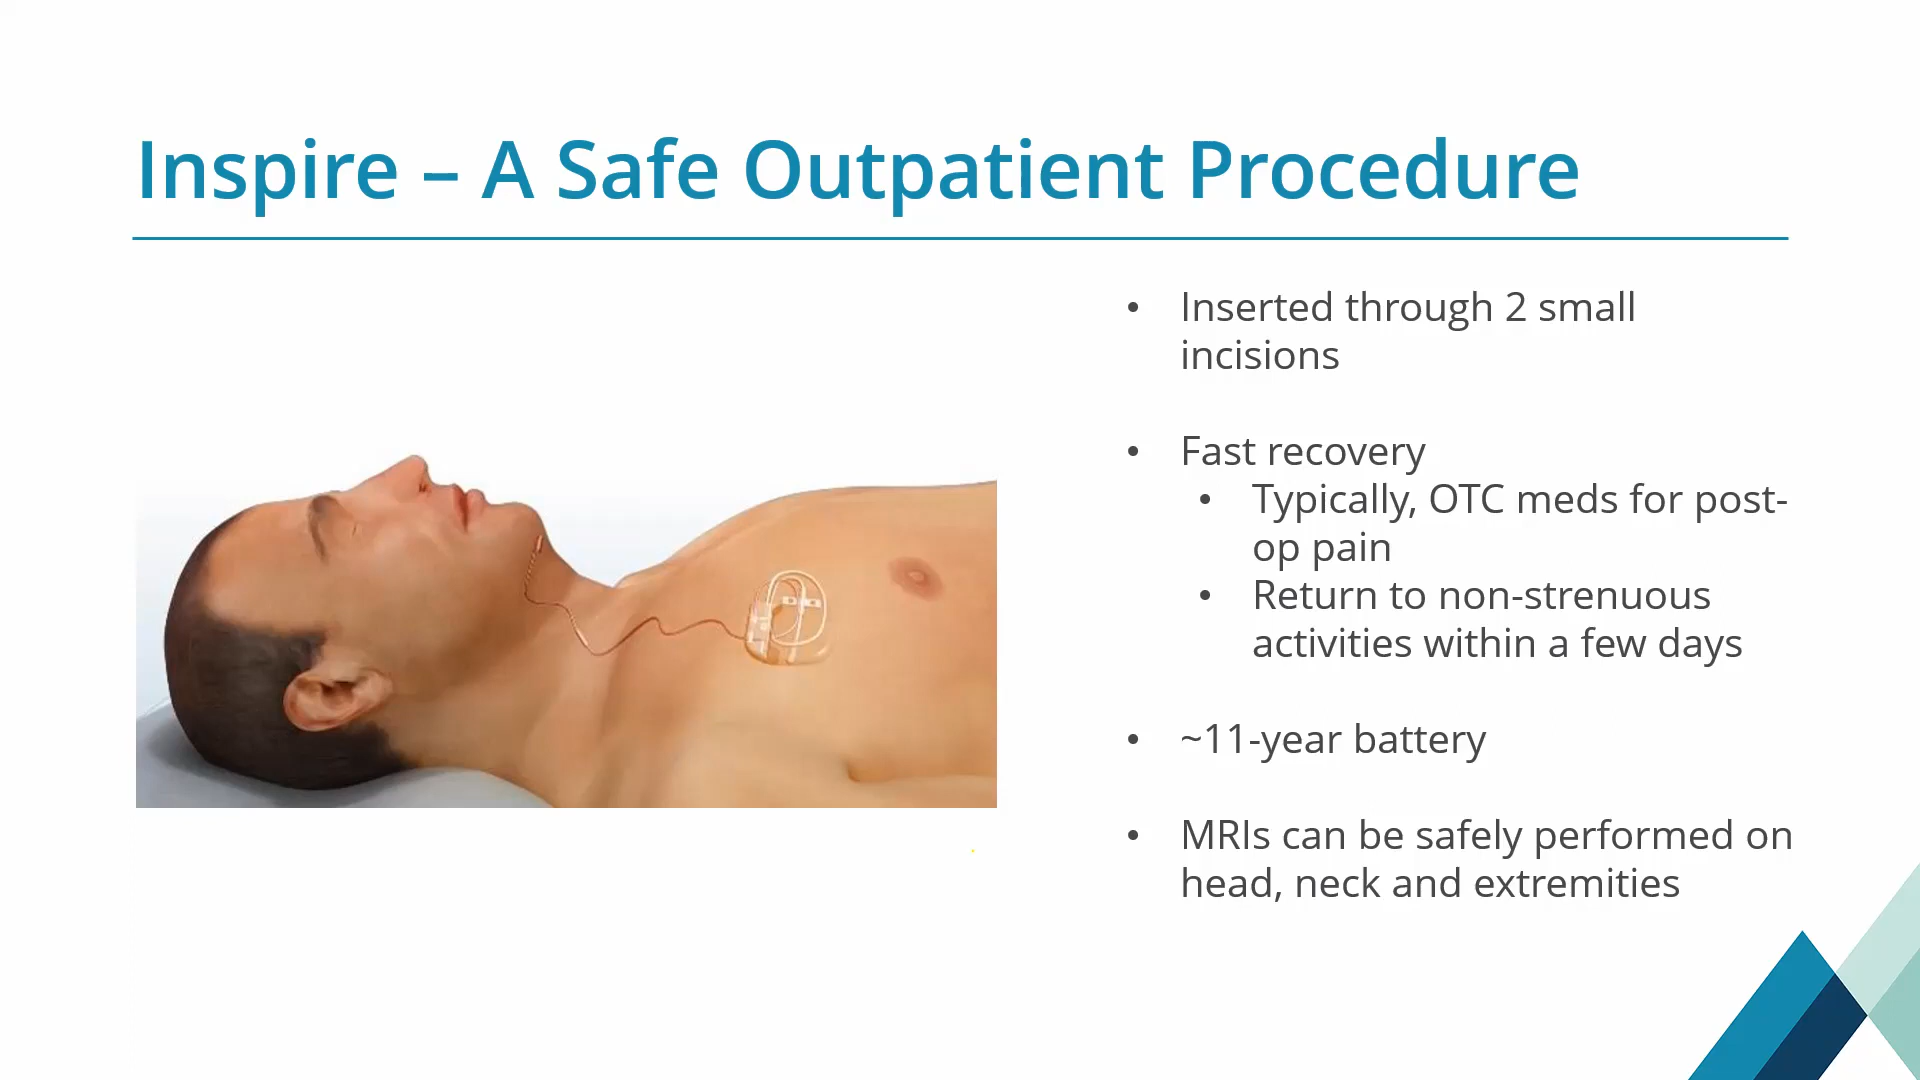 Inspire – A Safe Outpatient Procedure
• Inserted through 2 small
incisions
• Fast recovery
• Typically, OTC meds for post-
op pain
• Return to non-strenuous
activities within a few days
• ~11-year battery
• MRIs can be safely performed on
head, neck and extremities